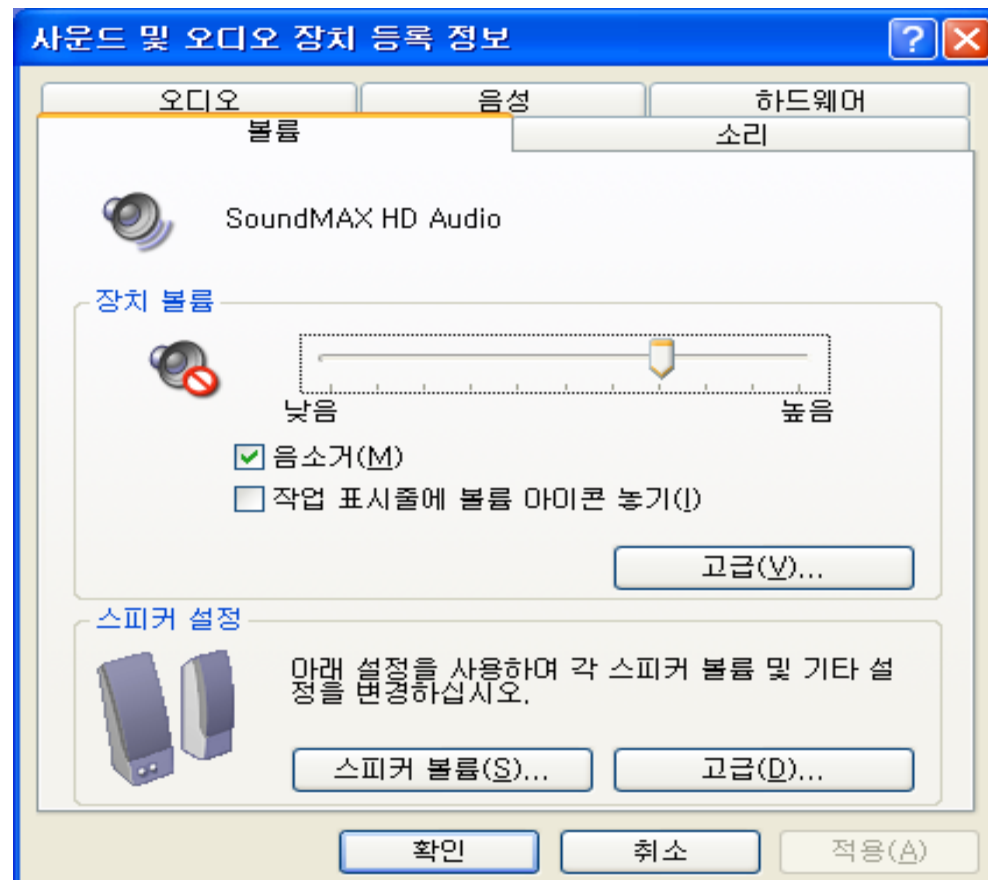 사운드 및 오디오 장치 등록 정보
오디오 음성 하드웨어
볼륨 소리
SoundMAX HD Audio
장치 볼륨
낮음 높음
음소거(M)
작업 표시줄에 볼륨 아이콘 놓기(I)
고급(V)...
스피커 설정
아래 설정을 사용하여 각 스피커 볼륨 및 기타 설
정을 변경하십시오.
스피커 볼륨(S)... 고급(D)...
확인 취소 적용(A)